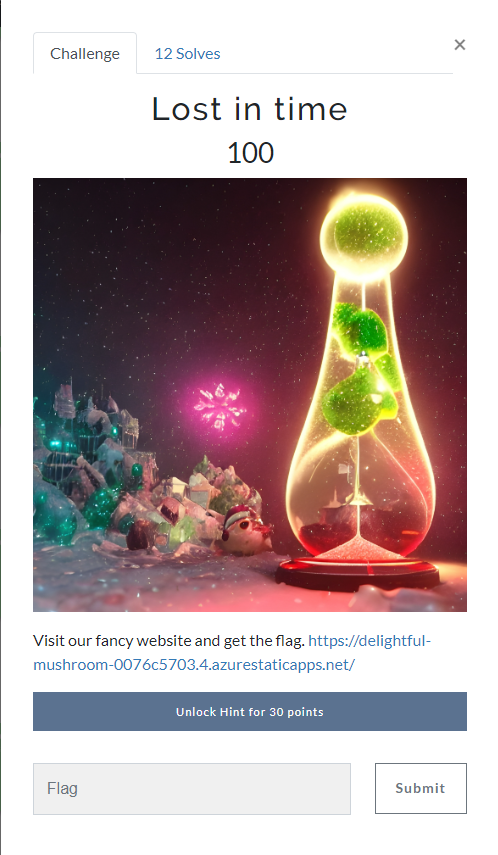 Challenge
12 Solves
×
Lost in time
100
Visit our fancy website and get the flag. https://delightful-
mushroom-0076c5703.4.azurestaticapps.net/
Unlock Hint for 30 points
Flag
Submit